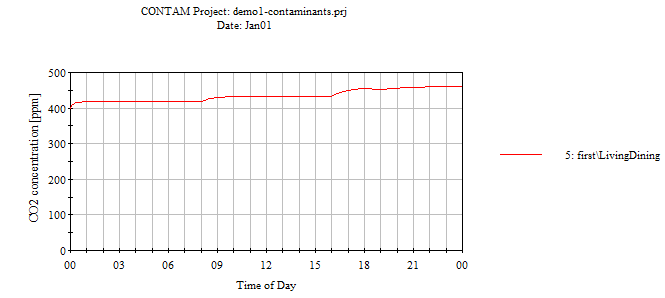 CONTAM Project: demo1-contaminants.prj
Date: Jan01
CO2 concentration [ppm]
500
400
300
200
100
0
00 03 06 09 12 15 18 21 00
Time of Day
5: first\LivingDining